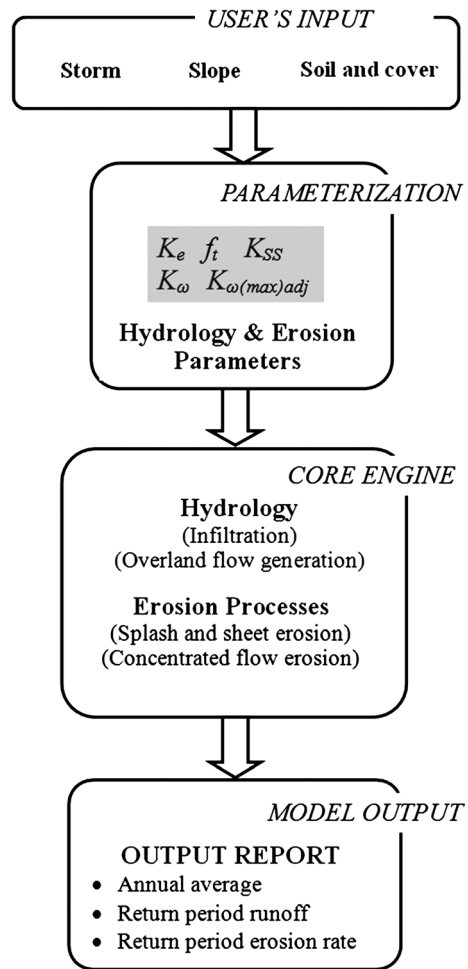 USER'S INPUT
Storm Slope Soil and cover
PARAMETERIZATION
Ke ft KSS
Kω Kω(max)adj
Hydrology & Erosion
Parameters
CORE ENGINE
Hydrology
(Infiltration)
(Overland flow generation)
Erosion Processes
(Splash and sheet erosion)
(Concentrated flow erosion)
MODEL OUTPUT
OUTPUT REPORT
• Annual average
• Return period runoff
• Return period erosion rate